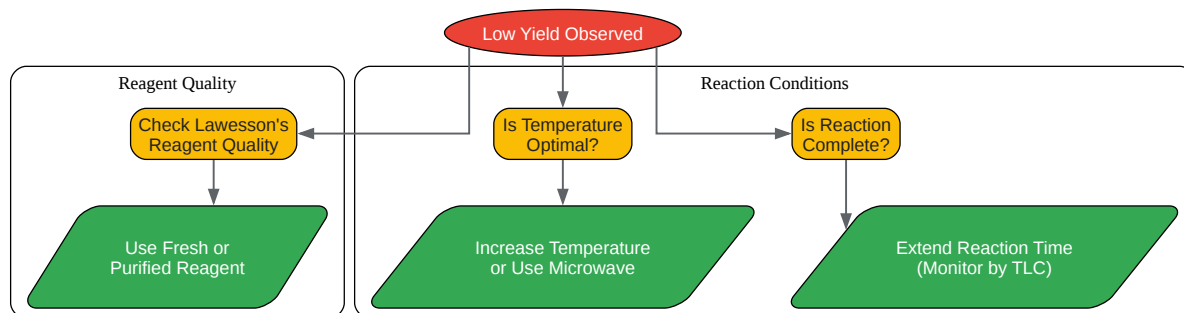 Low Yield Observed
Reagent Quality
Reaction Conditions
Check Lawesson's
Reagent Quality
Is Temperature
Optimal?
Is Reaction
Complete?
Use Fresh or
Purified Reagent
Increase Temperature
or Use Microwave
Extend Reaction Time
(Monitor by TLC)